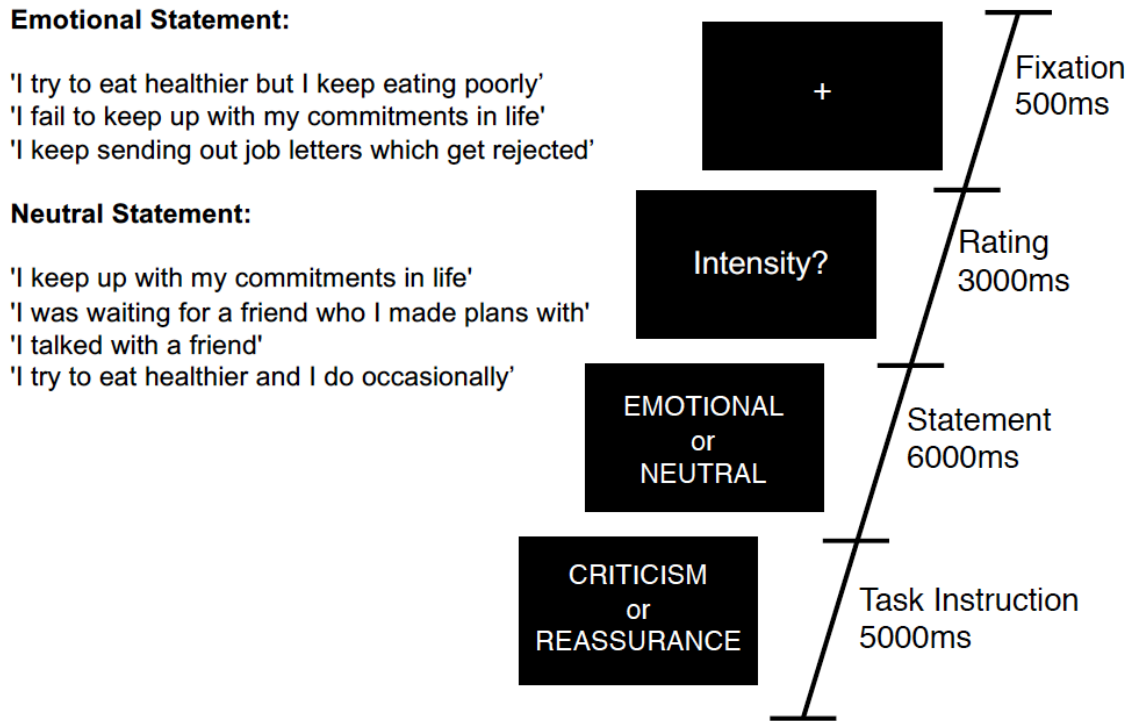 Emotional Statement:
'I try to eat healthier but I keep eating poorly’
'I fail to keep up with my commitments in life'
'I keep sending out job letters which get rejected’
Neutral Statement:
'I keep up with my commitments in life'
'I was waiting for a friend who I made plans with'
'I talked with a friend'
'I try to eat healthier and I do occasionally’
+
Fixation
500ms
Intensity?
Rating
3000ms
EMOTIONAL
or
NEUTRAL
Statement
6000ms
CRITICISM
or
REASSURANCE
Task Instruction
5000ms